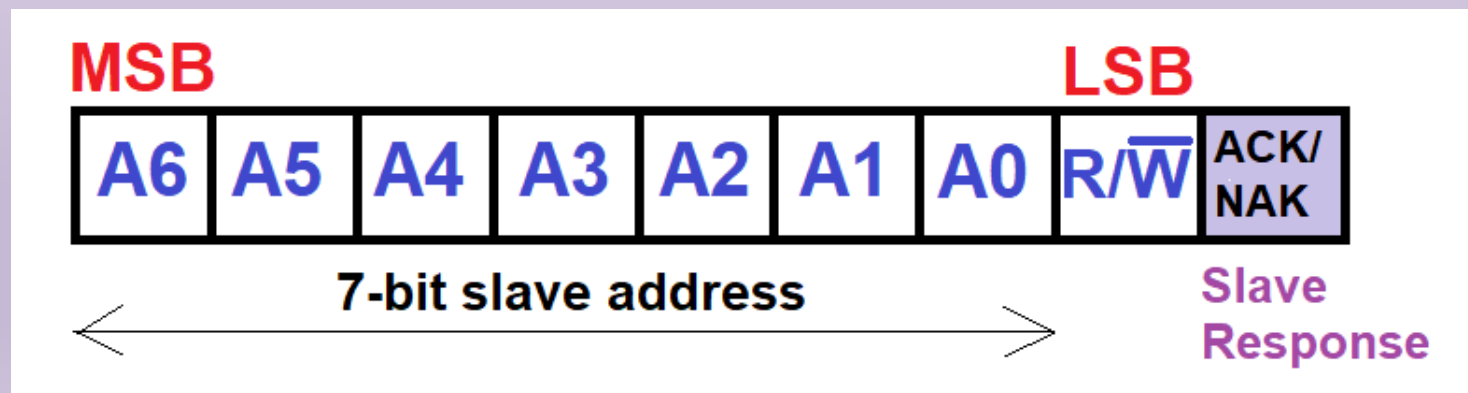 MSB LSB
A6 A5 A4 A3 A2 A1 A0 R/W̅ ACK/
NAK
7-bit slave address
Slave
Response